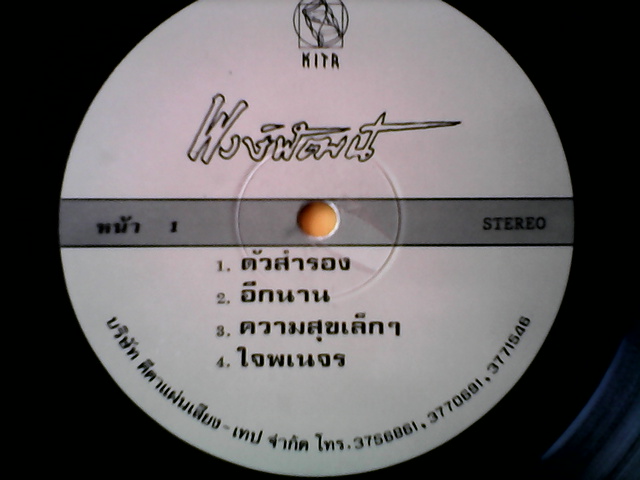 KITA
พงษ์พัฒน์
หน้า 1
STEREO
1. ตัวสำรอง
2. อีกนาน
3. ความสุขเล็กๆ
4. ใจพเนจร
บริษัท คีตาแผ่นเสียง-เทป จำกัด โทร.3756861, 3770691, 3771546